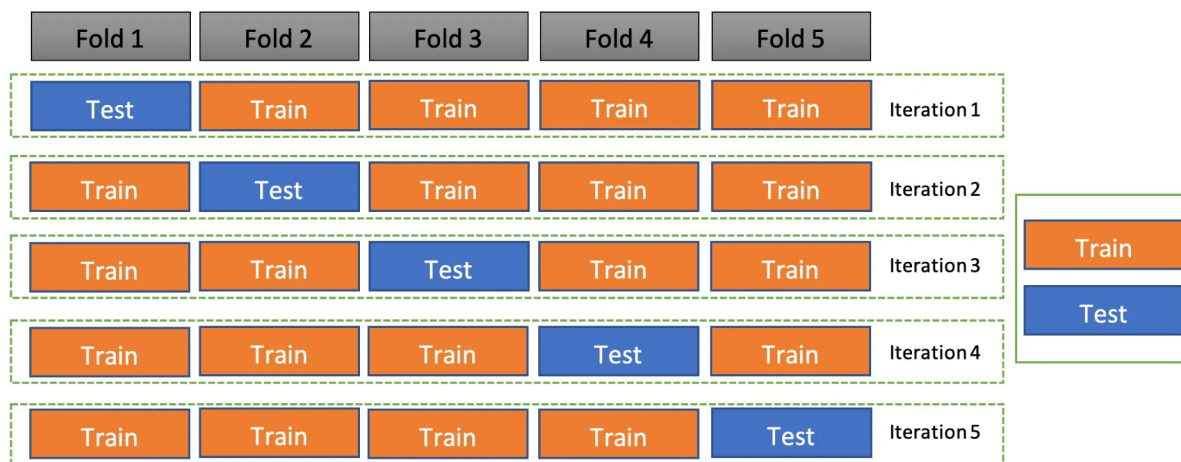 Fold 1 Fold 2 Fold 3 Fold 4 Fold 5
Test Train Train Train Train Iteration 1
Train Test Train Train Train Iteration 2
Train Train Test Train Train Iteration 3
Train Train Train Test Train Iteration 4
Train Train Train Train Test Iteration 5
Train
Test